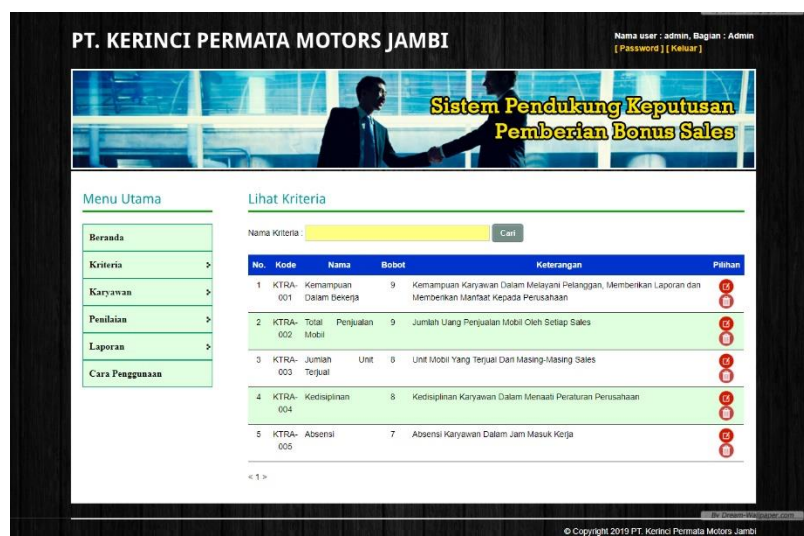 PT. KERINCI PERMATA MOTORS JAMBI
Nama user : admin, Bagian : Admin
[ Password ] [ Keluar ]
Sistem Pendukung Keputusan
Pemberian Bonus Sales
Menu Utama
Beranda
Kriteria >
Karyawan >
Penilaian >
Laporan >
Cara Penggunaan
Lihat Kriteria
Nama Kriteria : Cari
No. Kode Nama Bobot Keterangan Pilihan
1 KTRA- Kemampuan 9 Kemampuan Karyawan Dalam Melayani Pelanggan, Memberikan Laporan dan
001 Dalam Bekerja Memberikan Manfaat Kepada Perusahaan
2 KTRA- Total Penjualan 9 Jumlah Uang Penjualan Mobil Oleh Setiap Sales
002 Mobil
3 KTRA- Jumlah Unit 8 Unit Mobil Yang Terjual Dari Masing-Masing Sales
003 Terjual
4 KTRA- Kedisiplinan 8 Kedisiplinan Karyawan Dalam Menaati Peraturan Perusahaan
004
5 KTRA- Absensi 7 Absensi Karyawan Dalam Jam Masuk Kerja
005
< 1 >
By Dream-Wallpaper.com
© Copyright 2019 PT. Kerinci Permata Motors Jambi